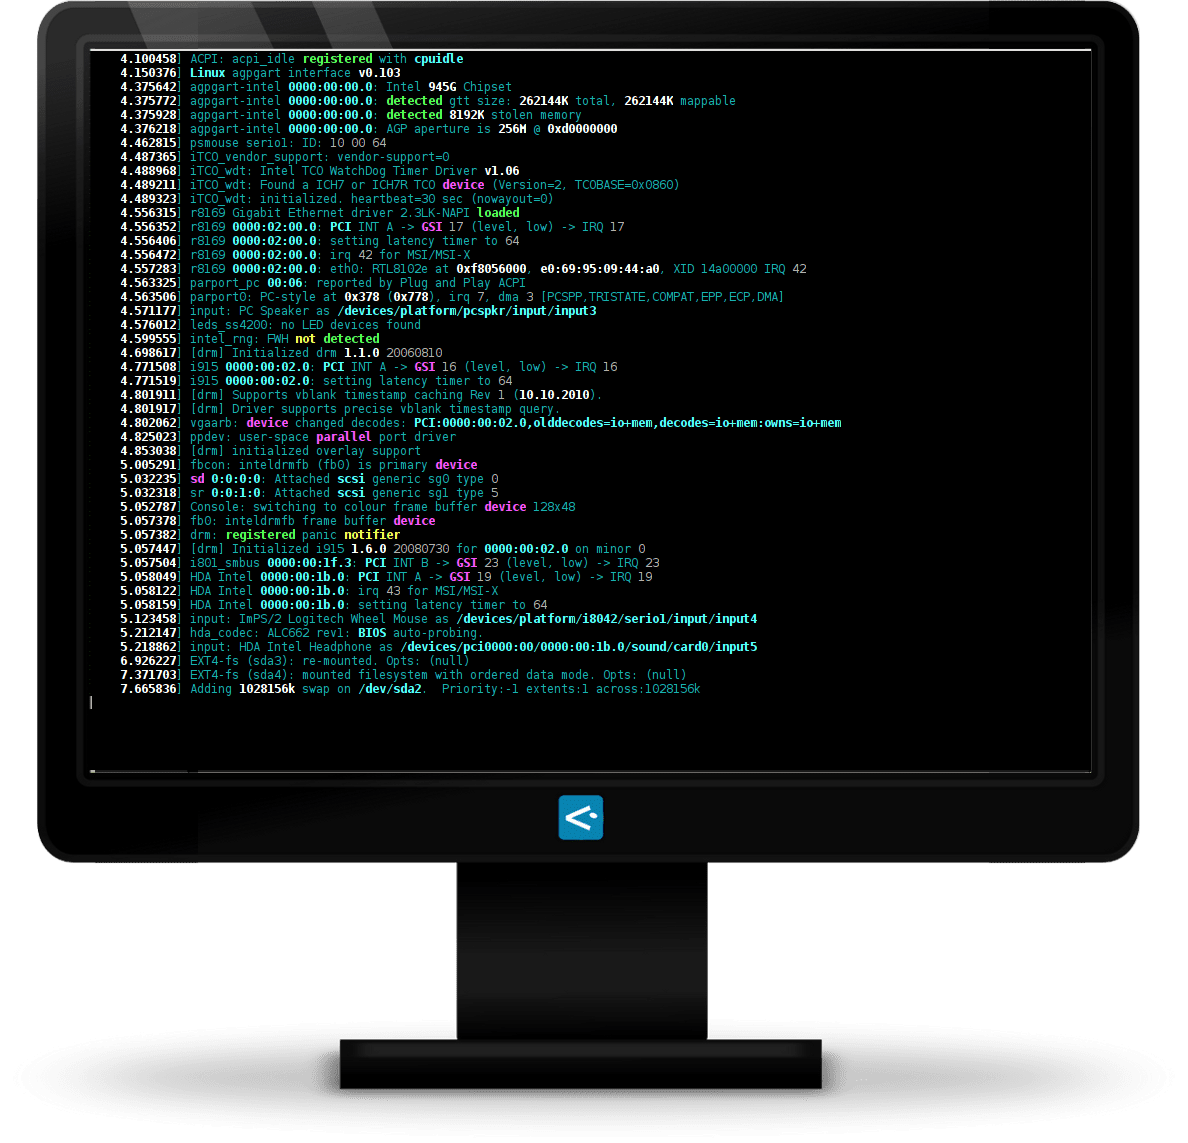 4.100458] ACPI: acpi_idle registered with cpuidle
4.150376] Linux agpgart interface v0.103
4.375642] agpgart-intel 0000:00:00.0: Intel 945G Chipset
4.375772] agpgart-intel 0000:00:00.0: detected gtt size: 262144K total, 262144K mappable
4.375928] agpgart-intel 0000:00:00.0: detected 8192K stolen memory
4.376218] agpgart-intel 0000:00:00.0: AGP aperture is 256M @ 0xd0000000
4.462815] psmouse serio1: ID: 10 00 64
4.487365] iTCO_vendor_support: vendor-support=0
4.488968] iTCO_wdt: Intel TCO WatchDog Timer Driver v1.06
4.489211] iTCO_wdt: Found a ICH7 or ICH7R TCO device (Version=2, TCOBASE=0x0860)
4.489323] iTCO_wdt: initialized. heartbeat=30 sec (nowayout=0)
4.556315] r8169 Gigabit Ethernet driver 2.3LK-NAPI loaded
4.556352] r8169 0000:02:00.0: PCI INT A -> GSI 17 (level, low) -> IRQ 17
4.556406] r8169 0000:02:00.0: setting latency timer to 64
4.556472] r8169 0000:02:00.0: irq 42 for MSI/MSI-X
4.557283] r8169 0000:02:00.0: eth0: RTL8102e at 0xf8056000, e0:69:95:09:44:a0, XID 14a00000 IRQ 42
4.563325] parport_pc 00:06: reported by Plug and Play ACPI
4.563506] parport0: PC-style at 0x378 (0x778), irq 7, dma 3 [PCSPP,TRISTATE,COMPAT,EPP,ECP,DMA]
4.571177] input: PC Speaker as /devices/platform/pcspkr/input/input3
4.576012] leds_ss4200: no LED devices found
4.599555] intel_rng: FWH not detected
4.698617] [drm] Initialized drm 1.1.0 20060810
4.771508] i915 0000:00:02.0: PCI INT A -> GSI 16 (level, low) -> IRQ 16
4.771519] i915 0000:00:02.0: setting latency timer to 64
4.801911] [drm] Supports vblank timestamp caching Rev 1 (10.10.2010).
4.801917] [drm] Driver supports precise vblank timestamp query.
4.802062] vgaarb: device changed decodes: PCI:0000:00:02.0,olddecodes=io+mem,decodes=io+mem:owns=io+mem
4.825023] ppdev: user-space parallel port driver
4.853038] [drm] initialized overlay support
5.005291] fbcon: inteldrmfb (fb0) is primary device
5.032235] sd 0:0:0:0: Attached scsi generic sg0 type 0
5.032318] sr 0:0:1:0: Attached scsi generic sg1 type 5
5.052787] Console: switching to colour frame buffer device 128x48
5.057378] fb0: inteldrmfb frame buffer device
5.057382] drm: registered panic notifier
5.057447] [drm] Initialized i915 1.6.0 20080730 for 0000:00:02.0 on minor 0
5.057504] i801_smbus 0000:00:1f.3: PCI INT B -> GSI 23 (level, low) -> IRQ 23
5.058049] HDA Intel 0000:00:1b.0: PCI INT A -> GSI 19 (level, low) -> IRQ 19
5.058122] HDA Intel 0000:00:1b.0: irq 43 for MSI/MSI-X
5.058159] HDA Intel 0000:00:1b.0: setting latency timer to 64
5.123458] input: ImPS/2 Logitech Wheel Mouse as /devices/platform/i8042/serio1/input/input4
5.212147] hda_codec: ALC662 rev1: BIOS auto-probing.
5.218862] input: HDA Intel Headphone as /devices/pci0000:00/0000:00:1b.0/sound/card0/input5
6.926227] EXT4-fs (sda3): re-mounted. Opts: (null)
7.371703] EXT4-fs (sda4): mounted filesystem with ordered data mode. Opts: (null)
7.665836] Adding 1028156k swap on /dev/sda2.  Priority:-1 extents:1 across:1028156k